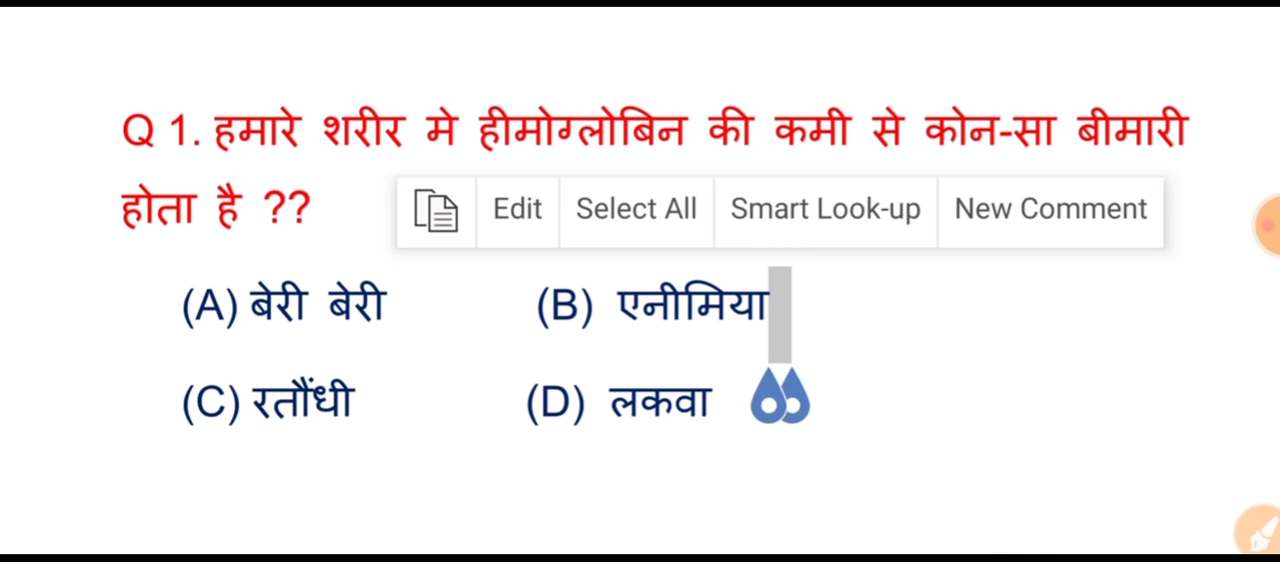 Q 1. हमारे शरीर मे हीमोग्लोबिन की कमी से कोन-सा बीमारी
होता है ??
Edit Select All Smart Look-up New Comment
(A) बेरी बेरी (B) एनीमिया
(C) रतौंधी (D) लकवा